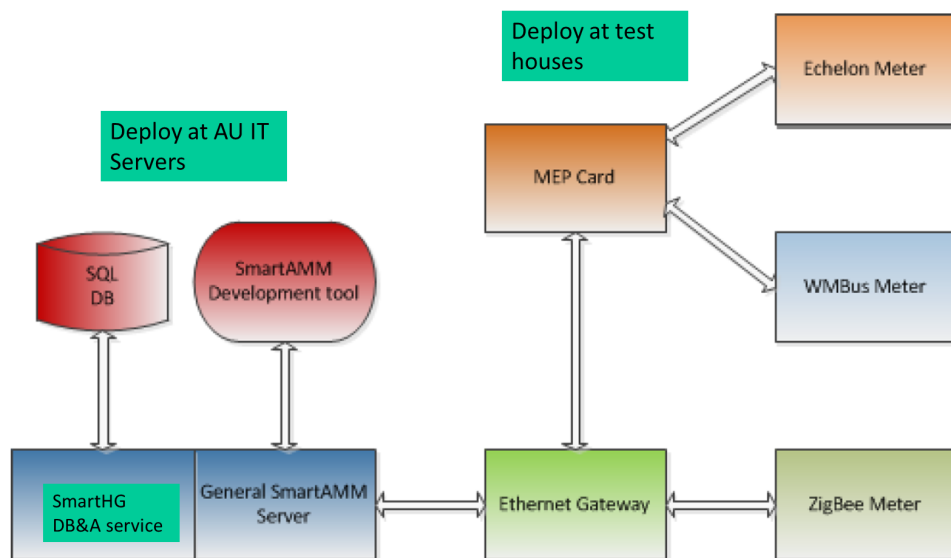 Deploy at test
houses
Echelon Meter
Deploy at AU IT
Servers
MEP Card
SQL
DB
SmartAMM
Development tool
WMBus Meter
SmartHG
DB&A service
General SmartAMM
Server
Ethernet Gateway
ZigBee Meter